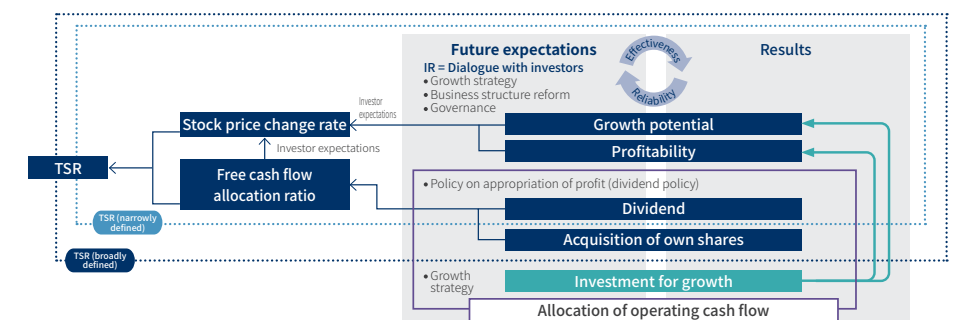 Future expectations
Results
Effectiveness
Reliability
IR = Dialogue with investors
• Growth strategy
• Business structure reform
• Governance
Investor
expectations
Stock price change rate
Growth potential
Investor expectations
Profitability
TSR
Free cash flow
allocation ratio
• Policy on appropriation of profit (dividend policy)
Dividend
TSR (narrowly
defined)
Acquisition of own shares
TSR (broadly
defined)
• Growth
strategy
Investment for growth
Allocation of operating cash flow